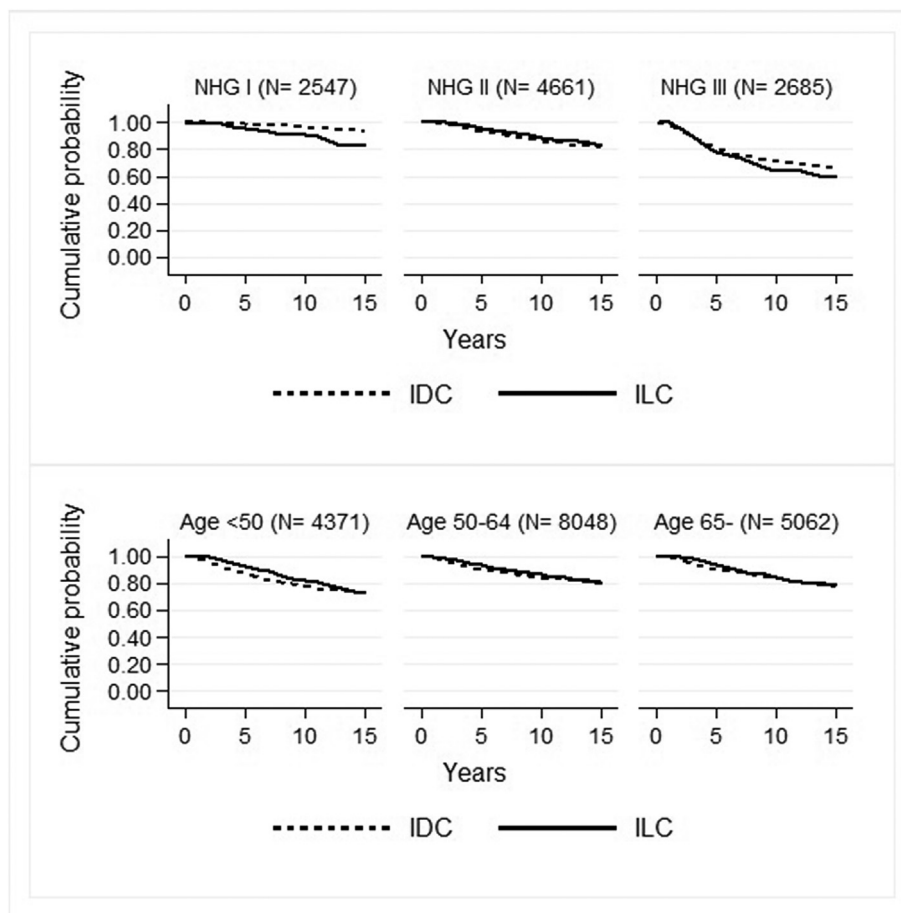 NHG I (N= 2547) NHG II (N= 4661) NHG III (N= 2685)
Cumulative probability
1.00
0.80
0.60
0.40
0.20
0.00
0 5 10 15 0 5 10 15 0 5 10 15
Years
IDC ILC
Age <50 (N= 4371) Age 50-64 (N= 8048) Age 65- (N= 5062)
Cumulative probability
1.00
0.80
0.60
0.40
0.20
0.00
0 5 10 15 0 5 10 15 0 5 10 15
Years
IDC ILC